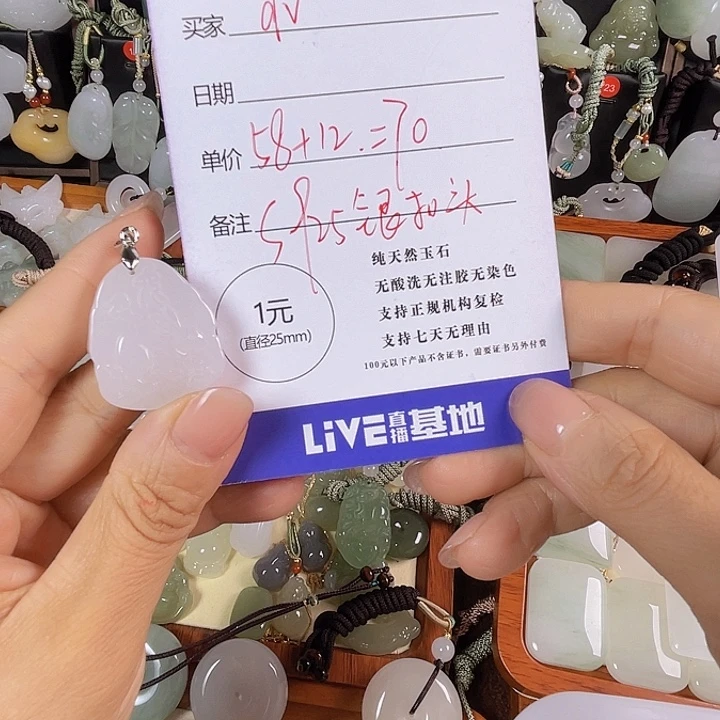 买家 qv
日期
单价 58+12.=70
备注 S925银扣头
纯天然玉石
无酸洗无注胶无染色
支持正规机构复检
支持七天无理由
100元以下产品不含证书，需要证书另外付费
1元
(直径25mm)
LIVE直播基地